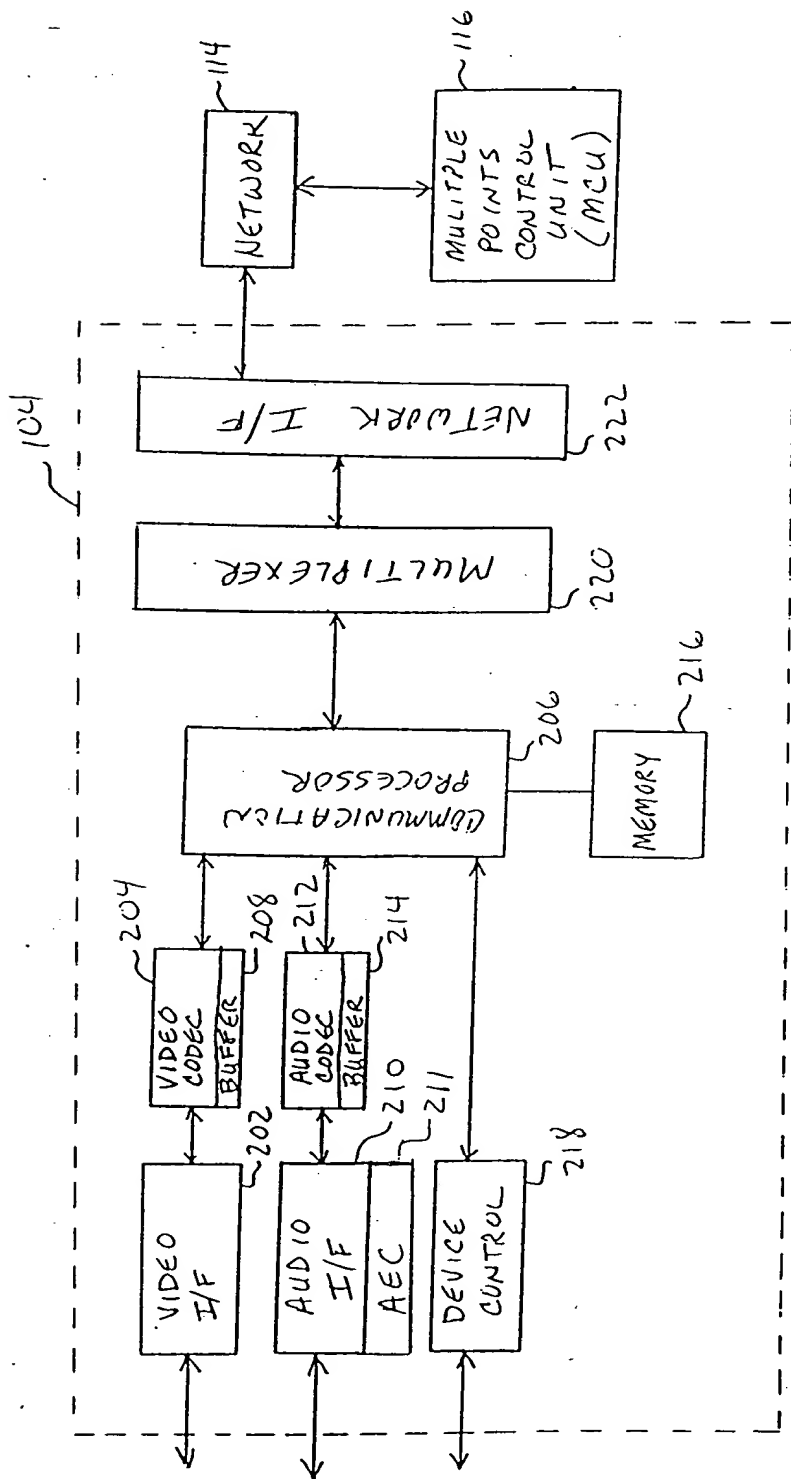 104
VIDEO
I/F
202
VIDEO
CODEC
204
BUFFER
208
AUDIO
I/F
210
AEC
211
AUDIO
CODEC
212
BUFFER
214
DEVICE
CONTROL
218
COMMUNICATION
PROCESSOR
206
MEMORY
216
MULTIPLEXER
220
NETWORK I/F
222
NETWORK
114
MULITPLE
POINTS
CONTROL
UNIT
(MCU)
116